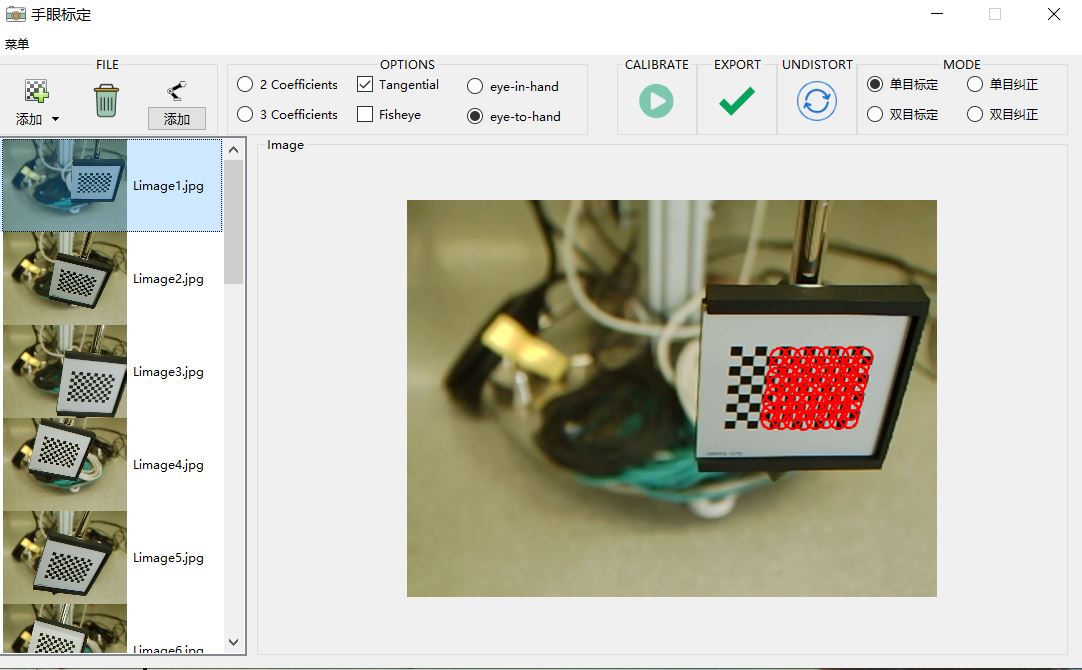 手眼标定
菜单
FILE
添加
添加
OPTIONS
2 Coefficients
Tangential
eye-in-hand
3 Coefficients
Fisheye
eye-to-hand
CALIBRATE
EXPORT
UNDISTORT
MODE
单目标定
单目纠正
双目标定
双目纠正
Limage1.jpg
Limage2.jpg
Limage3.jpg
Limage4.jpg
Limage5.jpg
Limage6.jpg
Image